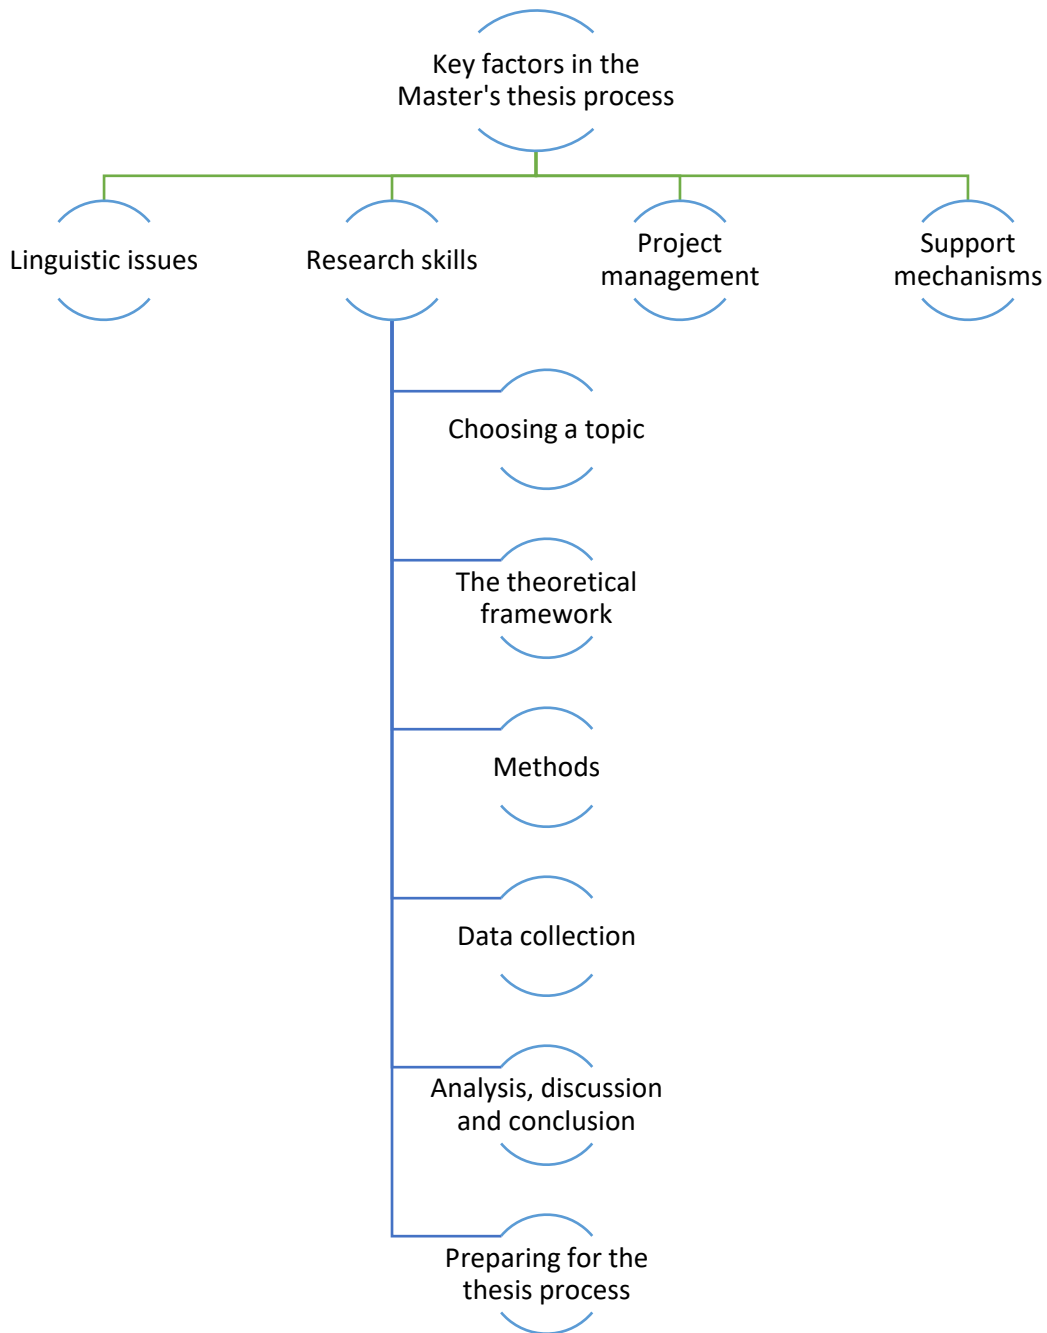 Key factors in the
Master's thesis process
Linguistic issues
Research skills
Project
management
Support
mechanisms
Choosing a topic
The theoretical
framework
Methods
Data collection
Analysis, discussion
and conclusion
Preparing for the
thesis process